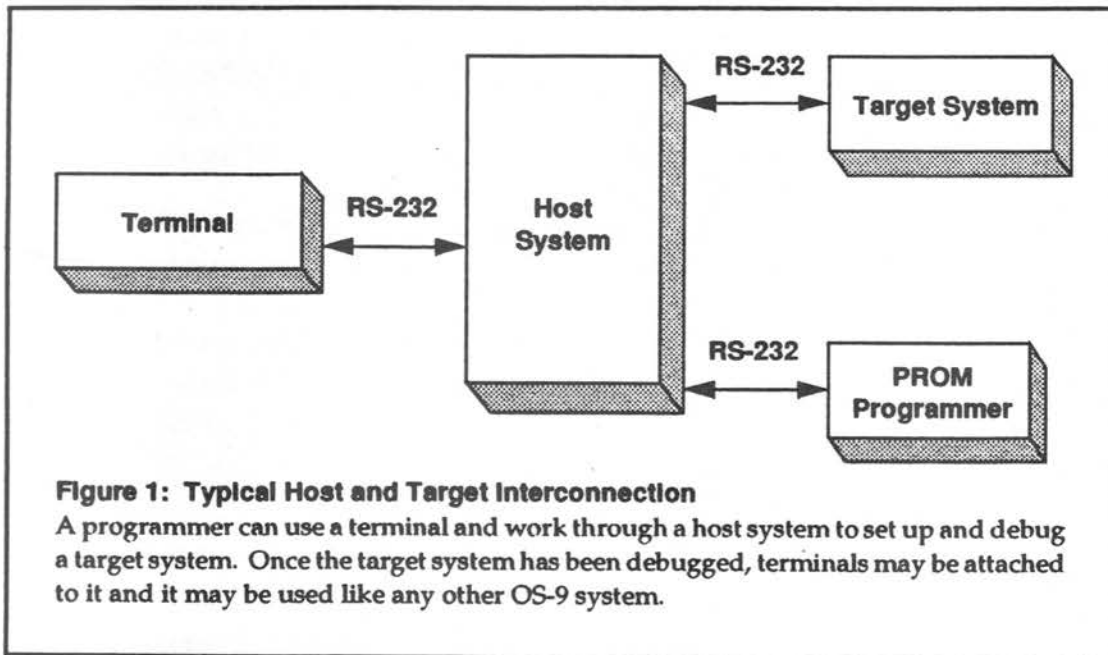 RS-232
Target System
Terminal
RS-232
Host
System
RS-232
PROM
Programmer
Figure 1: Typical Host and Target Interconnection
A programmer can use a terminal and work through a host system to set up and debug
a target system. Once the target system has been debugged, terminals may be attached
to it and it may be used like any other OS-9 system.